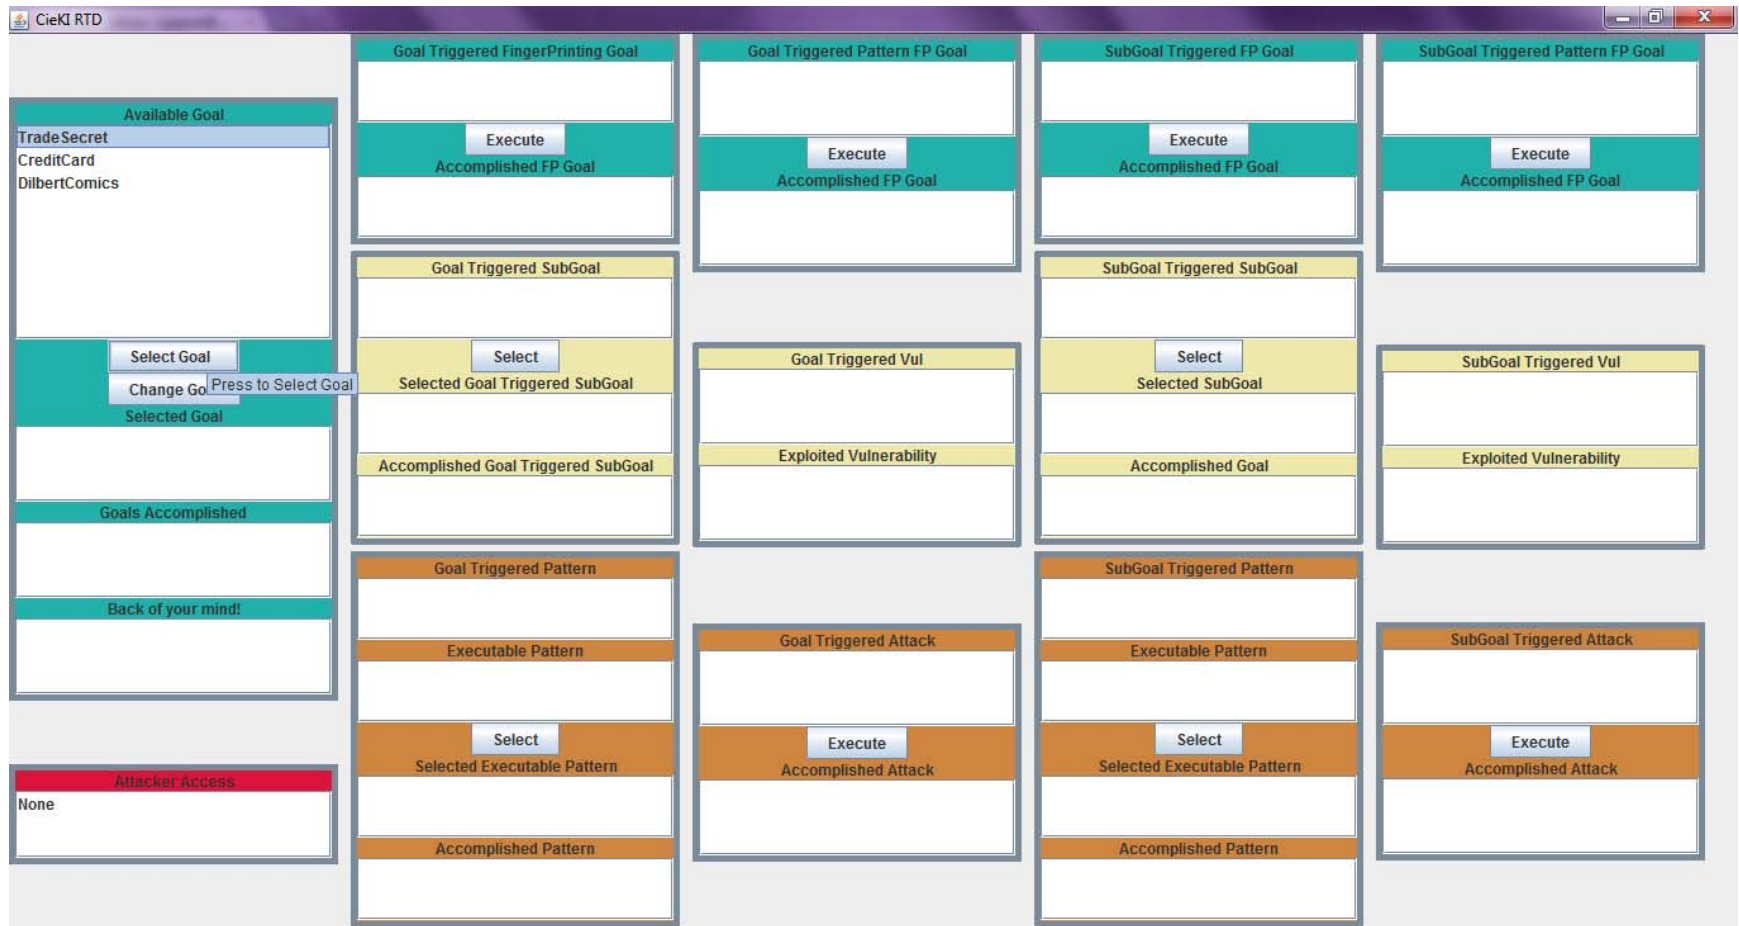 CieKI RTD
Available Goal
TradeSecret
CreditCard
DilbertComics
Select Goal
Change Go
Press to Select Goal
Selected Goal
Goals Accomplished
Back of your mind!
Attacker Access
None
Goal Triggered FingerPrinting Goal
Execute
Accomplished FP Goal
Goal Triggered SubGoal
Select
Selected Goal Triggered SubGoal
Accomplished Goal Triggered SubGoal
Goal Triggered Pattern
Executable Pattern
Select
Selected Executable Pattern
Accomplished Pattern
Goal Triggered Pattern FP Goal
Execute
Accomplished FP Goal
Goal Triggered Vul
Exploited Vulnerability
Goal Triggered Attack
Execute
Accomplished Attack
SubGoal Triggered FP Goal
Execute
Accomplished FP Goal
SubGoal Triggered SubGoal
Select
Selected SubGoal
Accomplished Goal
SubGoal Triggered Pattern
Executable Pattern
Select
Selected Executable Pattern
Accomplished Pattern
SubGoal Triggered Pattern FP Goal
Execute
Accomplished FP Goal
SubGoal Triggered Vul
Exploited Vulnerability
SubGoal Triggered Attack
Execute
Accomplished Attack